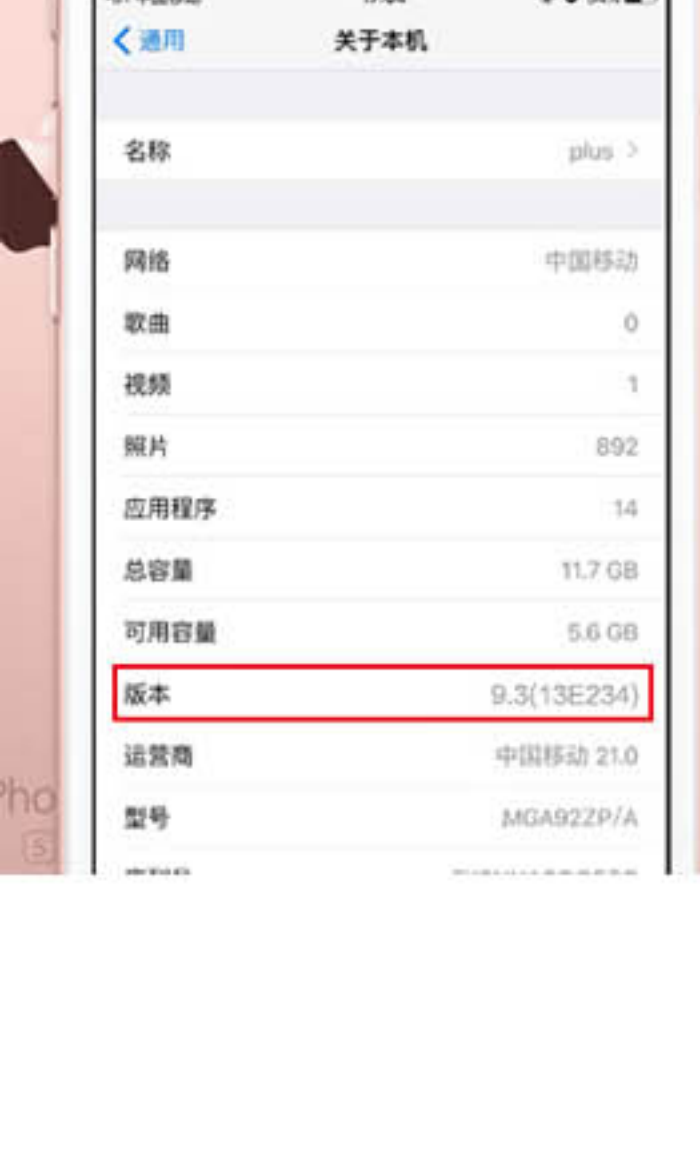 通用
关于本机
名称 plus
网络 中国移动
歌曲 0
视频 1
照片 892
应用程序 14
总容量 11.7 GB
可用容量 5.6 GB
版本 9.3(13E234)
运营商 中国移动 21.0
型号 MGA92ZP/A
Pho
S